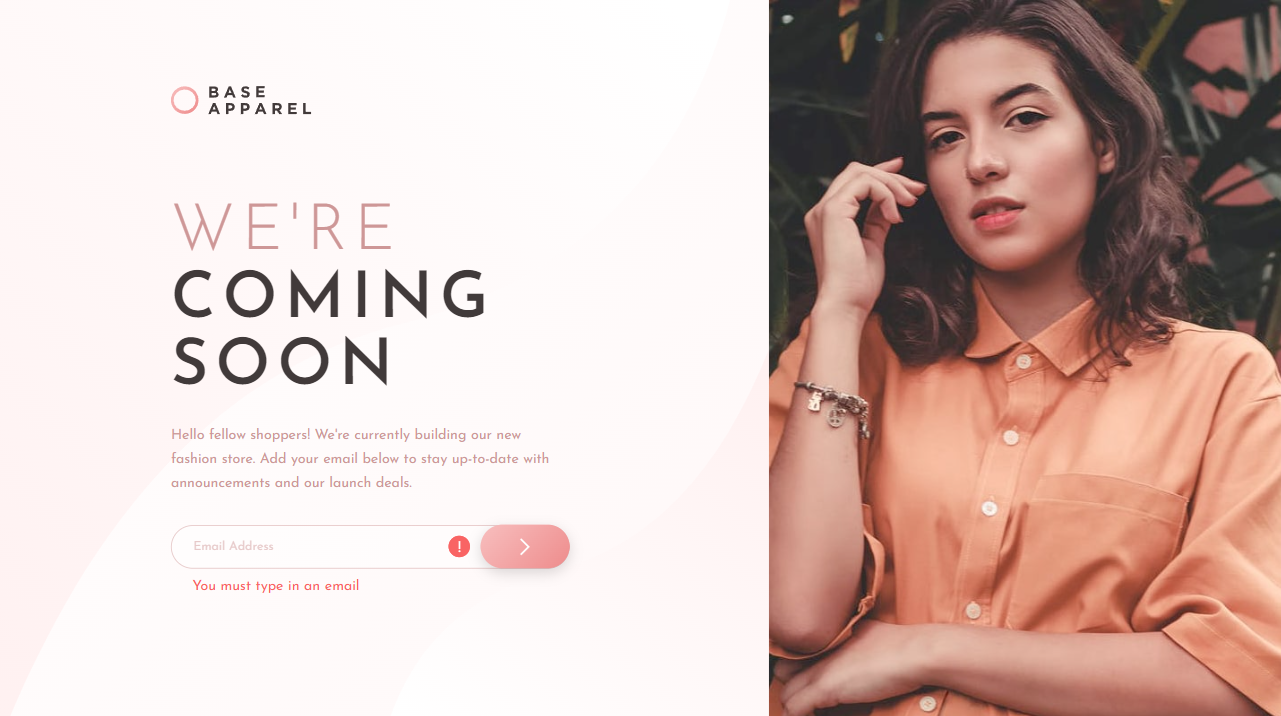 BASE
APPAREL
WE'RE
COMING
SOON
Hello fellow shoppers! We're currently building our new
fashion store. Add your email below to stay up-to-date with
announcements and our launch deals.
Email Address !
You must type in an email